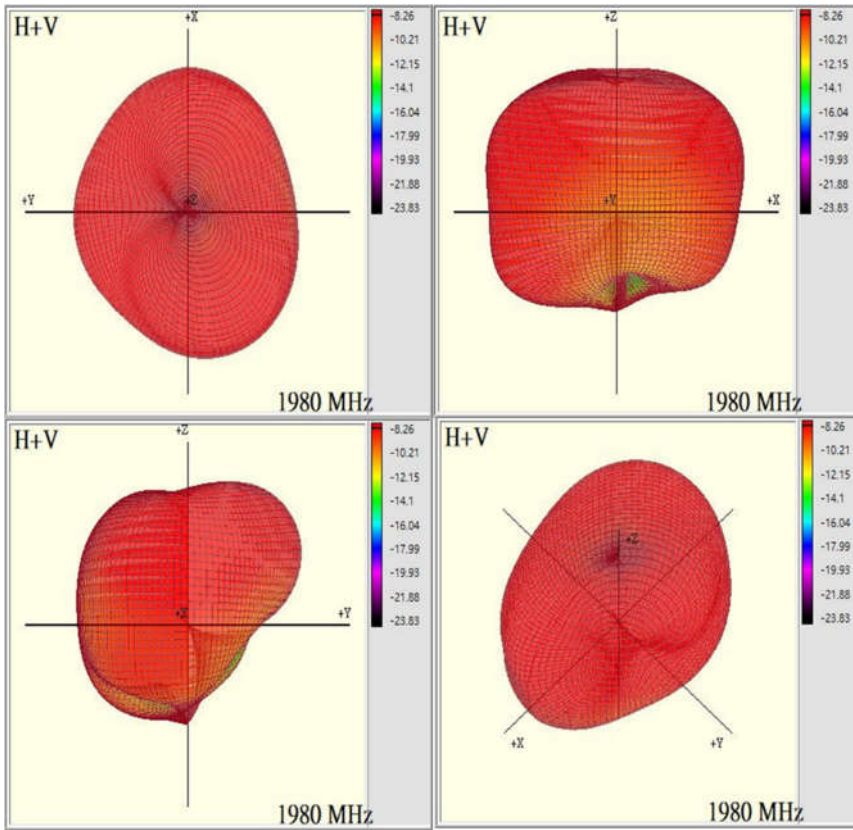 H+V
+X
-8.26
-10.21
-12.15
-14.1
-16.04
-17.99
-19.93
-21.88
-23.83
+Y
+Z
1980 MHz
H+V
+Z
-8.26
-10.21
-12.15
-14.1
-16.04
-17.99
-19.93
-21.88
-23.83
+Y
+X
1980 MHz
H+V
+Z
-8.26
-10.21
-12.15
-14.1
-16.04
-17.99
-19.93
-21.88
-23.83
+X
+Y
1980 MHz
H+V
-8.26
-10.21
-12.15
-14.1
-16.04
-17.99
-19.93
-21.88
-23.83
+Z
+X
+Y
1980 MHz